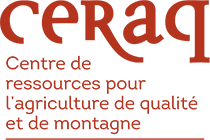 ceraq
Centre de
ressources pour
l'agriculture de qualité
et de montagne